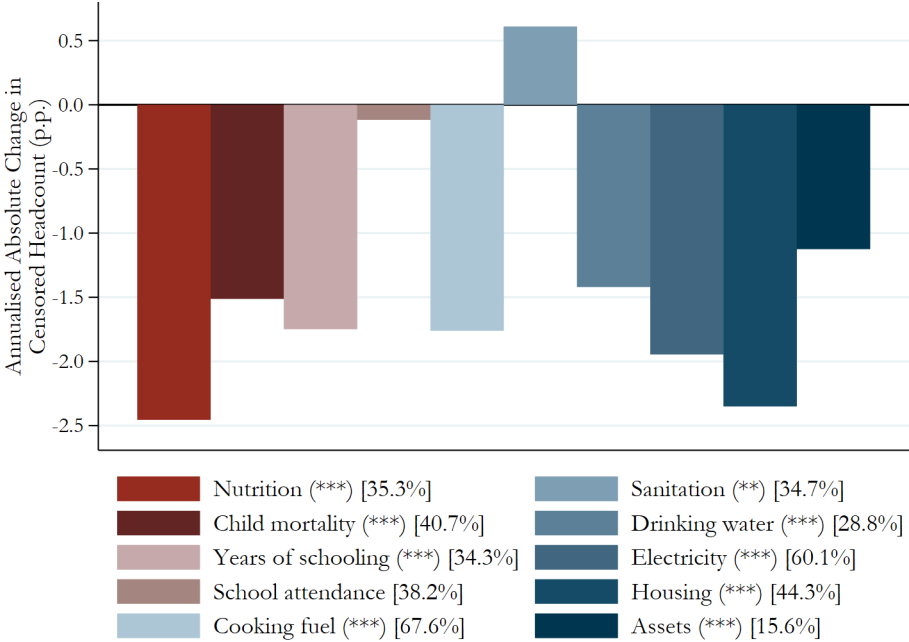 Annualised Absolute Change in
Censored Headcount (p.p.)
0.5
0.0
-0.5
-1.0
-1.5
-2.0
-2.5
Nutrition (***) [35.3%]
Child mortality (***) [40.7%]
Years of schooling (***) [34.3%]
School attendance [38.2%]
Cooking fuel (***) [67.6%]
Sanitation (**) [34.7%]
Drinking water (***) [28.8%]
Electricity (***) [60.1%]
Housing (***) [44.3%]
Assets (***) [15.6%]